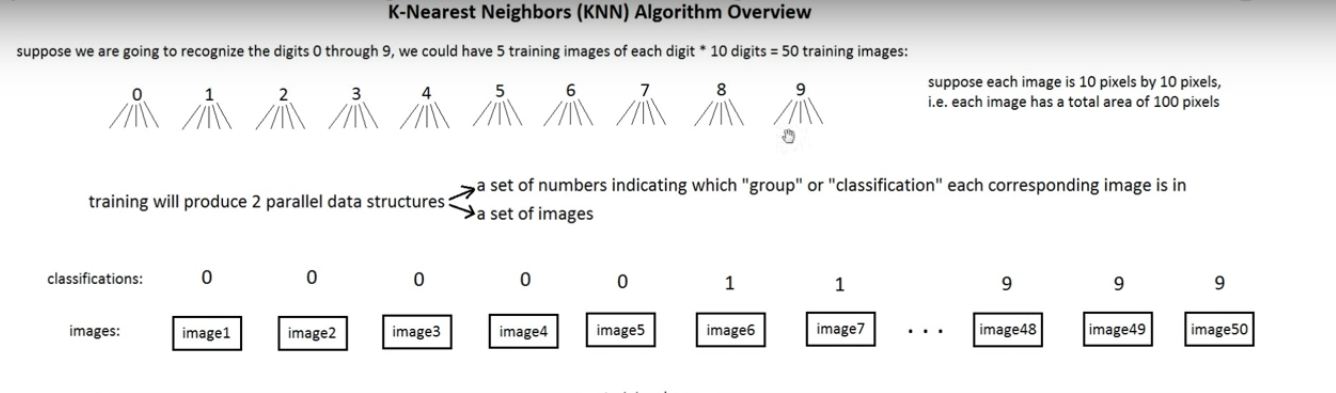 K-Nearest Neighbors (KNN) Algorithm Overview
suppose we are going to recognize the digits 0 through 9, we could have 5 training images of each digit * 10 digits = 50 training images:
suppose each image is 10 pixels by 10 pixels,
i.e. each image has a total area of 100 pixels
0 1 2 3 4 5 6 7 8 9
training will produce 2 parallel data structures
a set of numbers indicating which "group" or "classification" each corresponding image is in
a set of images
classifications: 0 0 0 0 0 1 1 9 9 9
images: image1 image2 image3 image4 image5 image6 image7 . . . image48 image49 image50